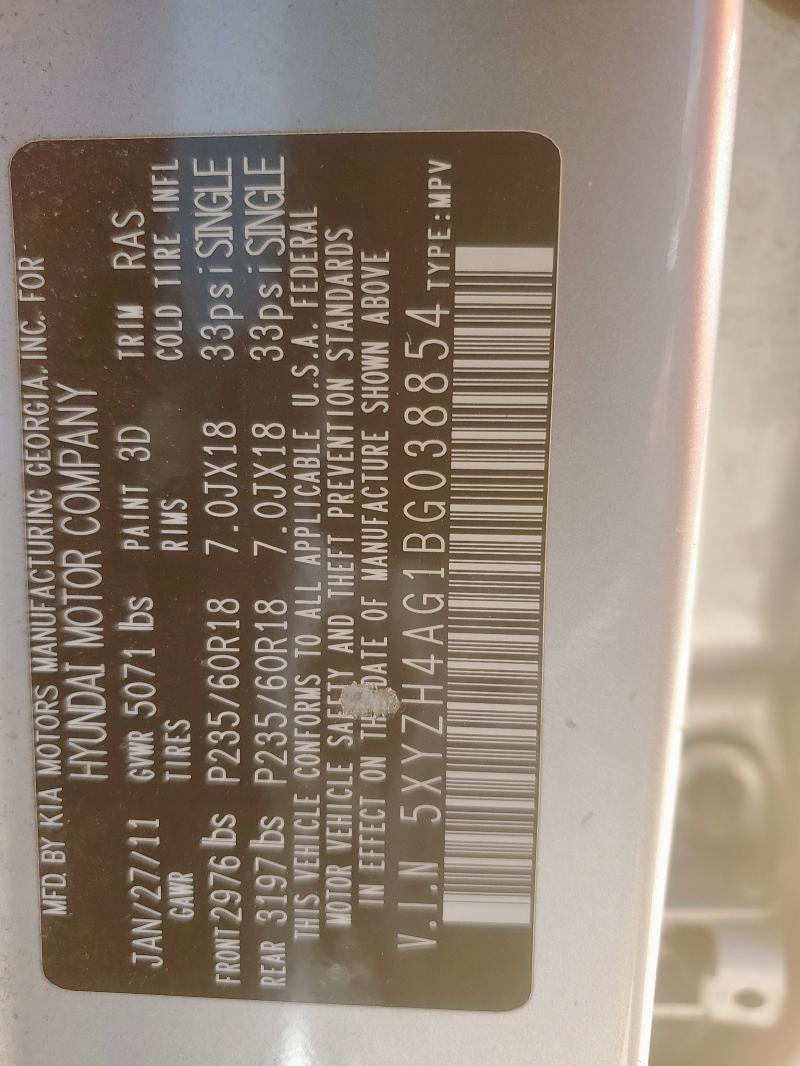 MFD. BY KIA MOTORS MANUFACTURING GEORGIA, INC. FOR
HYUNDAI MOTOR COMPANY
JAN/27/11 GVWR 5071 lbs PAINT 3D TRIM RAS
GAWR TIRES RIMS COLD TIRE INFL
FRONT 2976 lbs P235/60R18 7.0JX18 33psi SINGLE
REAR 3197 lbs P235/60R18 7.0JX18 33psi SINGLE
THIS VEHICLE CONFORMS TO ALL APPLICABLE U.S.A. FEDERAL
MOTOR VEHICLE SAFETY AND THEFT PREVENTION STANDARDS
IN EFFECT ON THE DATE OF MANUFACTURE SHOWN ABOVE
V.I.N 5XYZH4AG1BG038854 TYPE:MPV